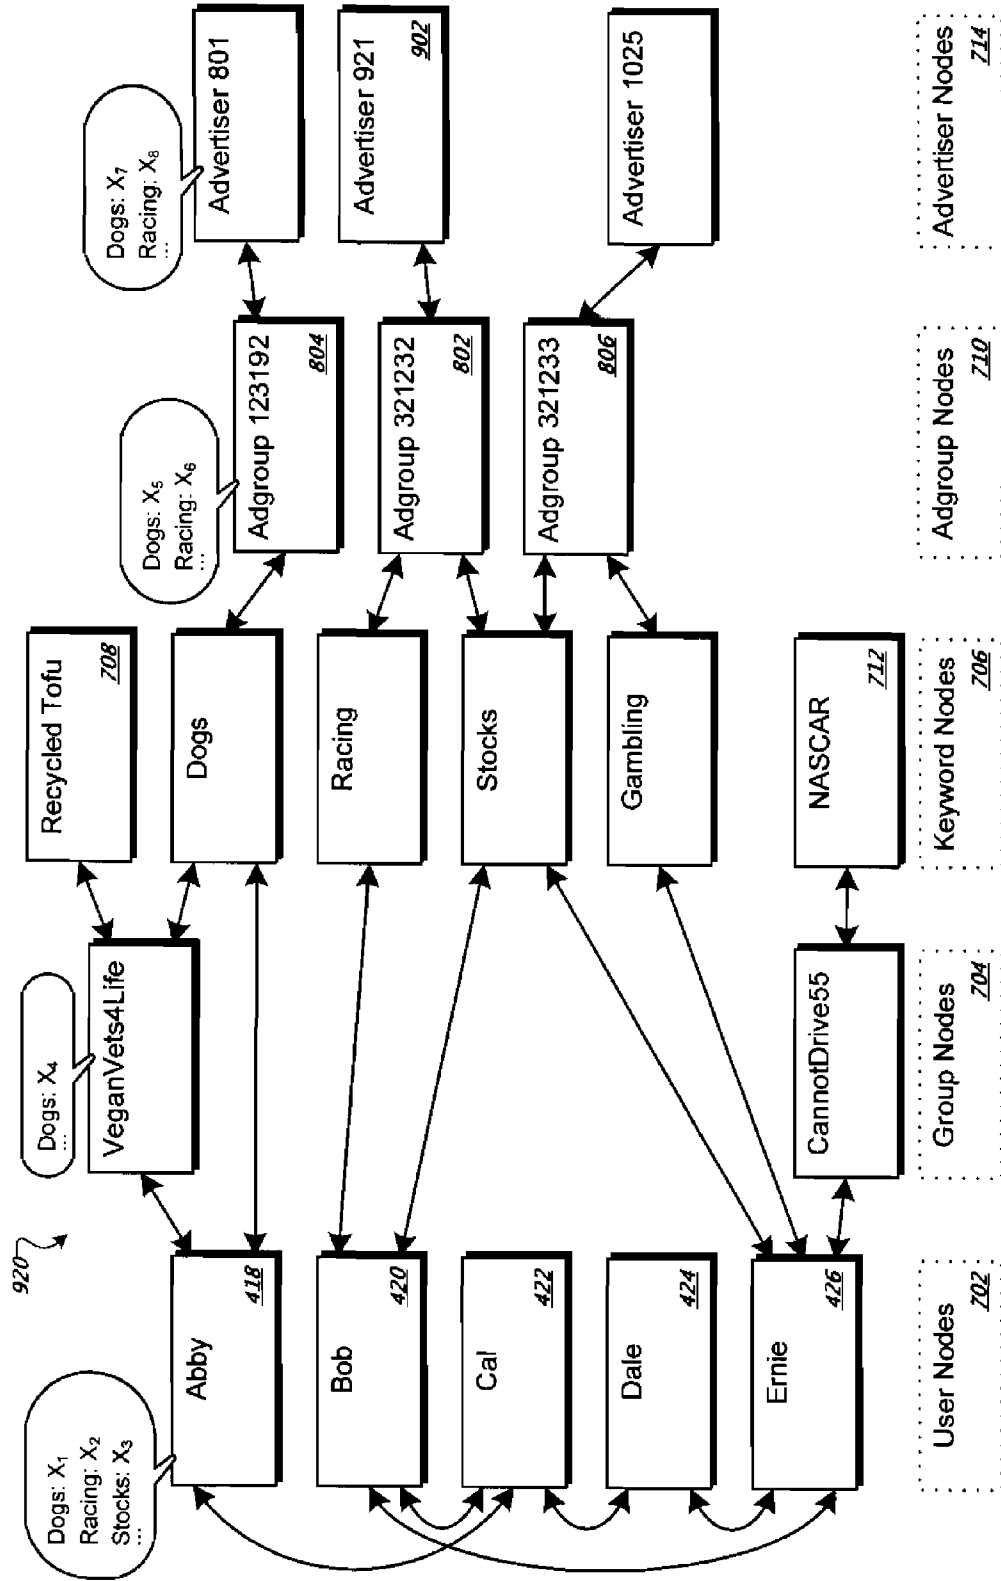 920
Dogs: X1
Racing: X2
Stocks: X3
...
Abby
418
Bob
420
Cal
422
Dale
424
Ernie
426
User Nodes
702
Dogs: X4
...
VeganVets4Life
CannotDrive55
Group Nodes
704
Recycled Tofu
708
Dogs
Racing
Stocks
Gambling
NASCAR
712
Keyword Nodes
706
Dogs: X5
Racing: X6
...
Adgroup 123192
804
Adgroup 321232
802
Adgroup 321233
806
Adgroup Nodes
710
Dogs: X7
Racing: X8
...
Advertiser 801
Advertiser 921
902
Advertiser 1025
Advertiser Nodes
714